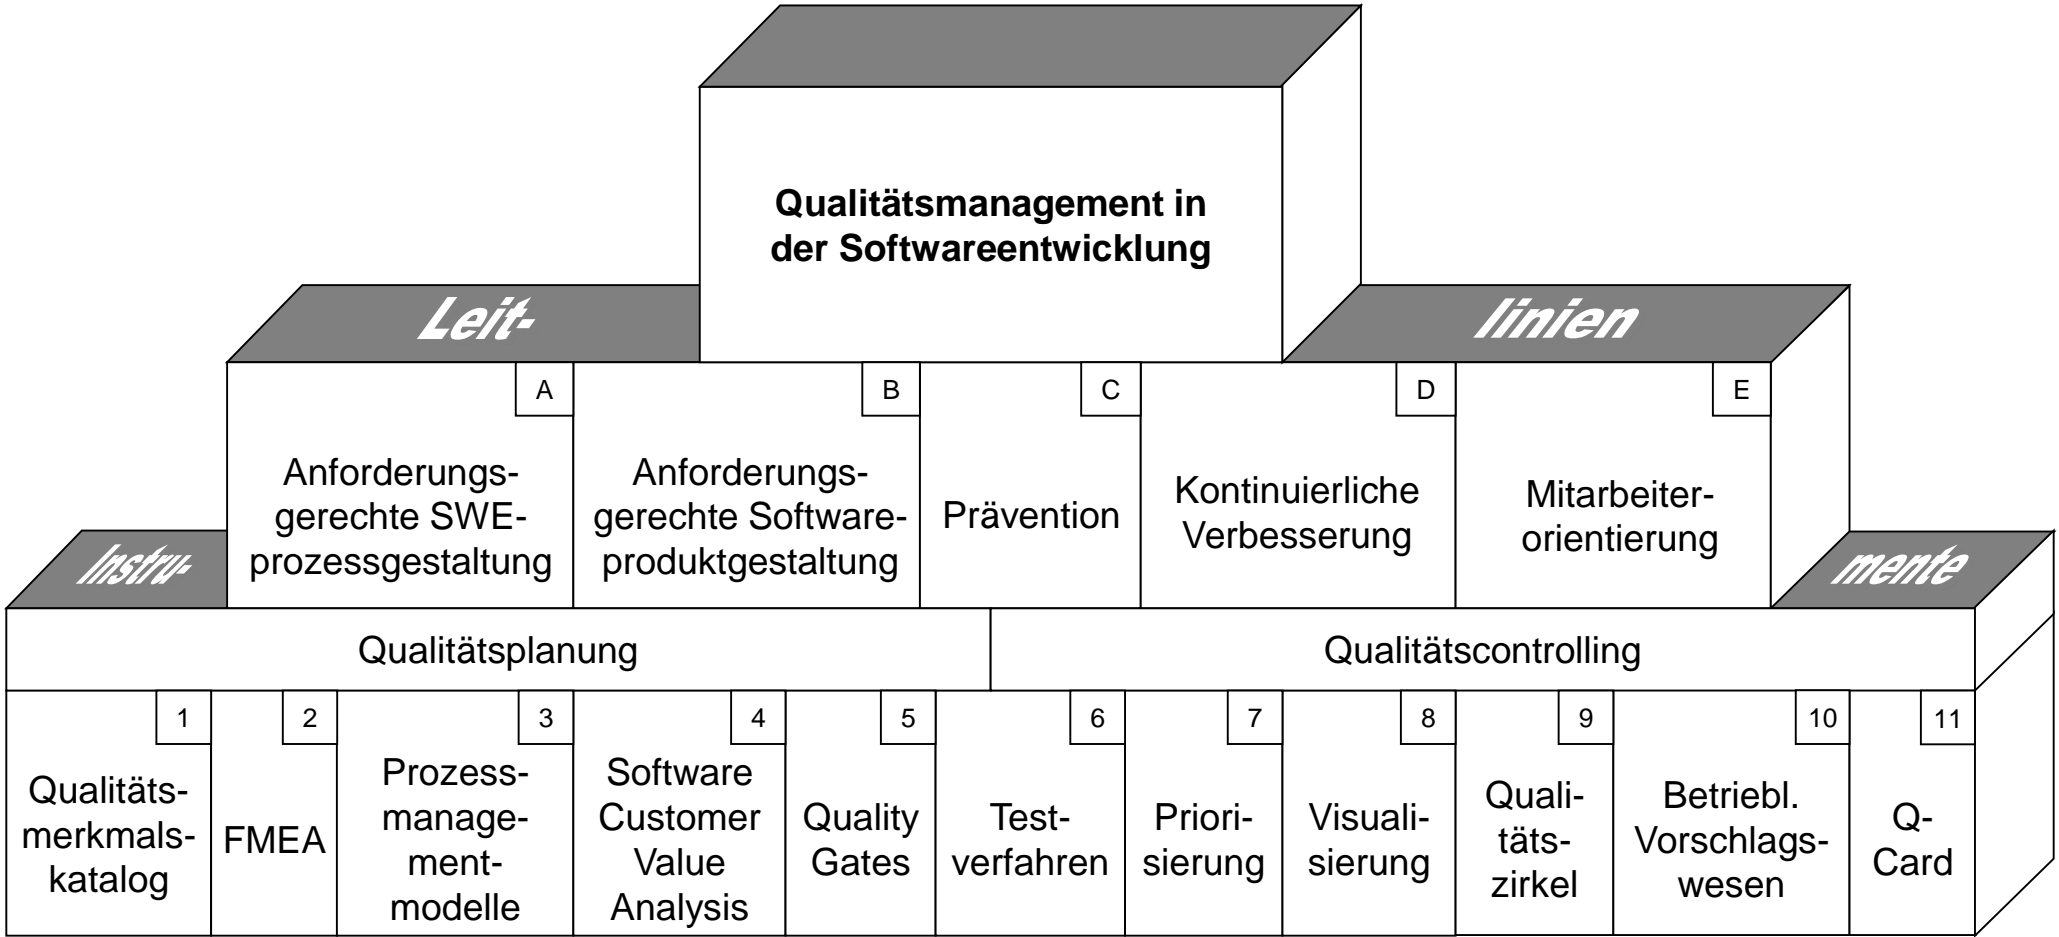 Qualitätsmanagement in
der Softwareentwicklung
Leit-
linien
A
Anforderungs-
gerechte SWE-
prozessgestaltung
B
Anforderungs-
gerechte Software-
produktgestaltung
C
Prävention
D
Kontinuierliche
Verbesserung
E
Mitarbeiter-
orientierung
Instru-
mente
Qualitätsplanung
Qualitätscontrolling
1
Qualitäts-
merkmals-
katalog
2
FMEA
3
Prozess-
manage-
ment-
modelle
4
Software
Customer
Value
Analysis
5
Quality
Gates
6
Test-
verfahren
7
Priori-
sierung
8
Visuali-
sierung
9
Quali-
täts-
zirkel
10
Betriebl.
Vorschlags-
wesen
11
Q-
Card